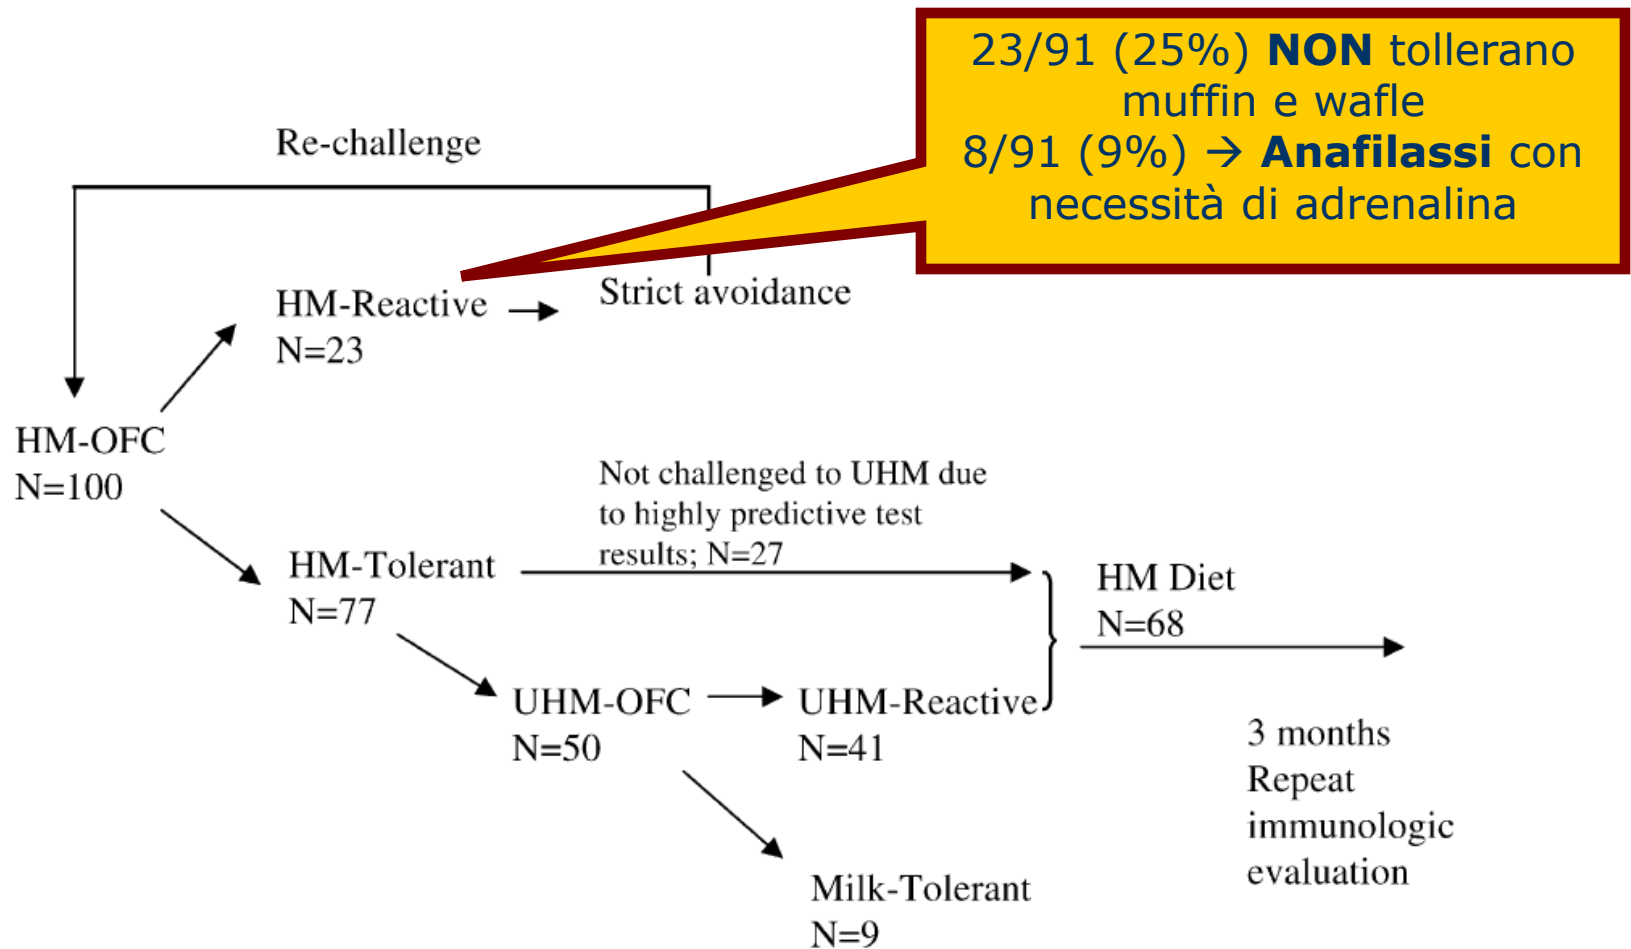 23/91 (25%) NON tollerano
muffin e wafle
8/91 (9%) → Anafilassi con
necessità di adrenalina
Re-challenge
HM-Reactive
N=23
Strict avoidance
HM-OFC
N=100
Not challenged to UHM due
to highly predictive test
results; N=27
HM-Tolerant
N=77
HM Diet
N=68
UHM-OFC
N=50
UHM-Reactive
N=41
3 months
Repeat
immunologic
evaluation
Milk-Tolerant
N=9